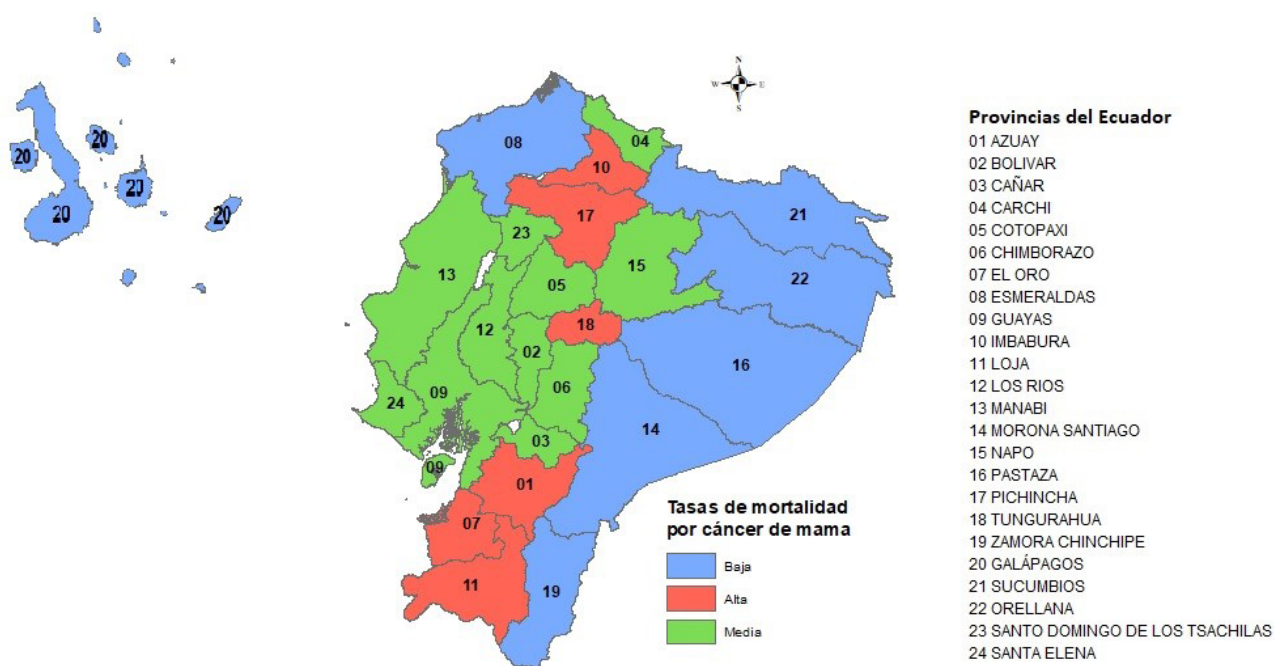 N
W E
S
20
20
20
20
20
08
04
10
17
21
23
15
13
22
05
18
12
02
16
06
09
24
14
03
09
01
07
11
19
Tasas de mortalidad
por cáncer de mama
Baja
Alta
Media
Provincias del Ecuador
01 AZUAY
02 BOLIVAR
03 CAÑAR
04 CARCHI
05 COTOPAXI
06 CHIMBORAZO
07 EL ORO
08 ESMERALDAS
09 GUAYAS
10 IMBABURA
11 LOJA
12 LOS RIOS
13 MANABI
14 MORONA SANTIAGO
15 NAPO
16 PASTAZA
17 PICHINCHA
18 TUNGURAHUA
19 ZAMORA CHINCHIPE
20 GALÁPAGOS
21 SUCUMBIOS
22 ORELLANA
23 SANTO DOMINGO DE LOS TSACHILAS
24 SANTA ELENA